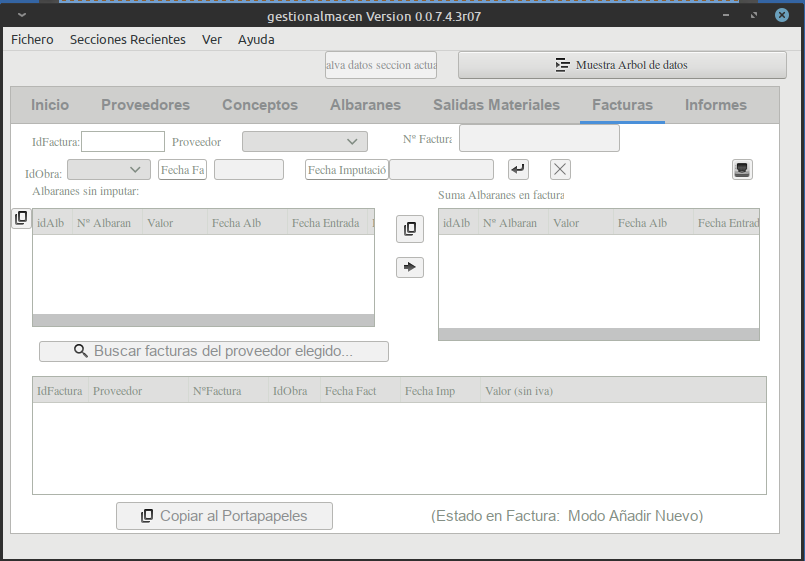 gestionalmacen Version 0.0.7.4.3r07
Fichero Secciones Recientes Ver Ayuda
alva datos seccion actua Muestra Arbol de datos
Inicio Proveedores Conceptos Albaranes Salidas Materiales Facturas Informes
IdFactura: Proveedor Nº Factura
IdObra: Fecha Fa Fecha Imputació
Albaranes sin imputar: Suma Albaranes en factura
idAlb Nº Albaran Valor Fecha Alb Fecha Entrada idAlb Nº Albaran Valor Fecha Alb Fecha Entrad
Buscar facturas del proveedor elegido...
IdFactura Proveedor NºFactura IdObra Fecha Fact Fecha Imp Valor (sin iva)
Copiar al Portapapeles (Estado en Factura: Modo Añadir Nuevo)